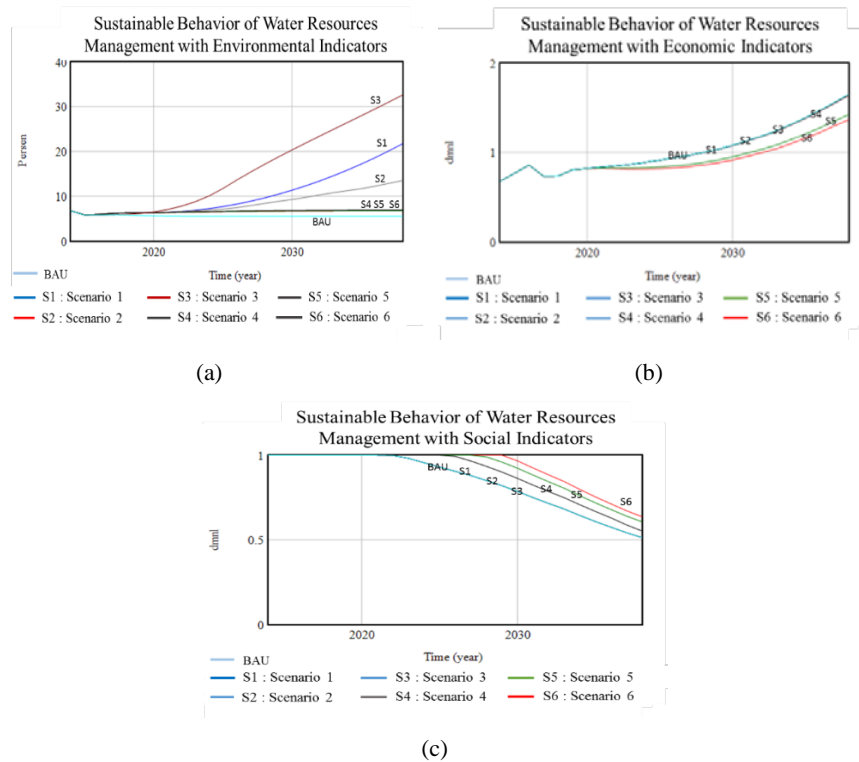 Sustainable Behavior of Water Resources
Management with Environmental Indicators
40
30
20
10
0
Person
S3
S1
S2
S4 S5 S6
BAU
2020
2030
Time (year)
BAU
S1 : Scenario 1
S3 : Scenario 3
S5 : Scenario 5
S2 : Scenario 2
S4 : Scenario 4
S6 : Scenario 6
(a)
Sustainable Behavior of Water Resources
Management with Economic Indicators
2
1
0
dmnl
BAU
S1
S2
S3
S4
S5
S6
2020
2030
Time (year)
BAU
S1 : Scenario 1
S3 : Scenario 3
S5 : Scenario 5
S2 : Scenario 2
S4 : Scenario 4
S6 : Scenario 6
(b)
Sustainable Behavior of Water Resources
Management with Social Indicators
1
0.5
0
dmnl
BAU
S1
S2
S3
S4
S5
S6
2020
2030
Time (year)
BAU
S1 : Scenario 1
S3 : Scenario 3
S5 : Scenario 5
S2 : Scenario 2
S4 : Scenario 4
S6 : Scenario 6
(c)